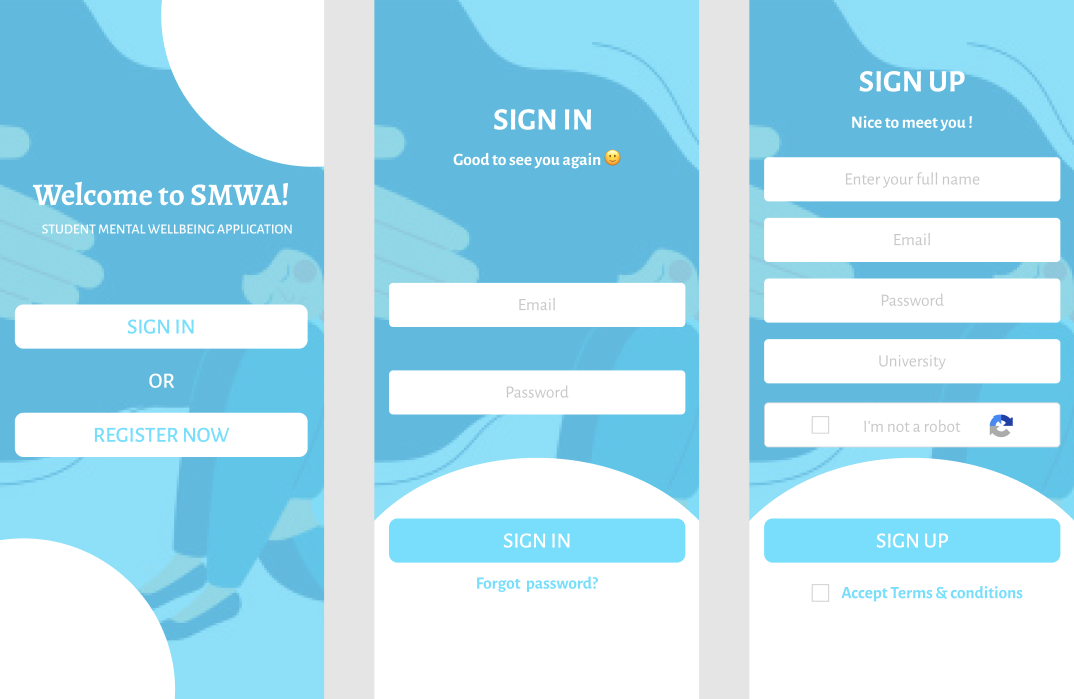 Welcome to SMWA!
STUDENT MENTAL WELLBEING APPLICATION
SIGN IN
OR
REGISTER NOW
SIGN IN
Good to see you again 🙂
Email
Password
SIGN IN
Forgot password?
SIGN UP
Nice to meet you !
Enter your full name
Email
Password
University
I'm not a robot
SIGN UP
Accept Terms & conditions